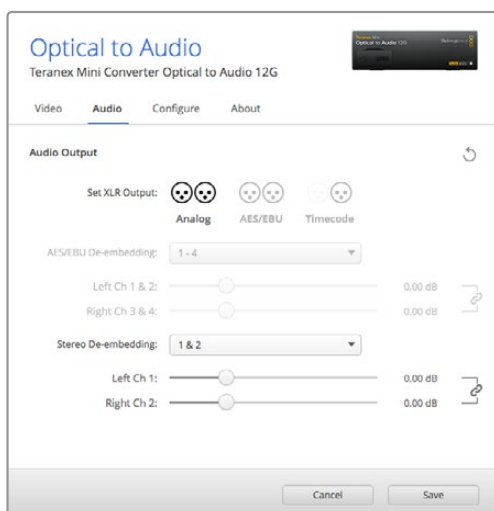 Optical to Audio
Teranex Mini Converter Optical to Audio 12G
Video Audio Configure About
Audio Output
Set XLR Output:
Analog AES/EBU Timecode
AES/EBU De-embedding: 1 - 4
Left Ch 1 & 2: 0.00 dB
Right Ch 3 & 4: 0.00 dB
Stereo De-embedding: 1 & 2
Left Ch 1: 0.00 dB
Right Ch 2: 0.00 dB
Cancel Save